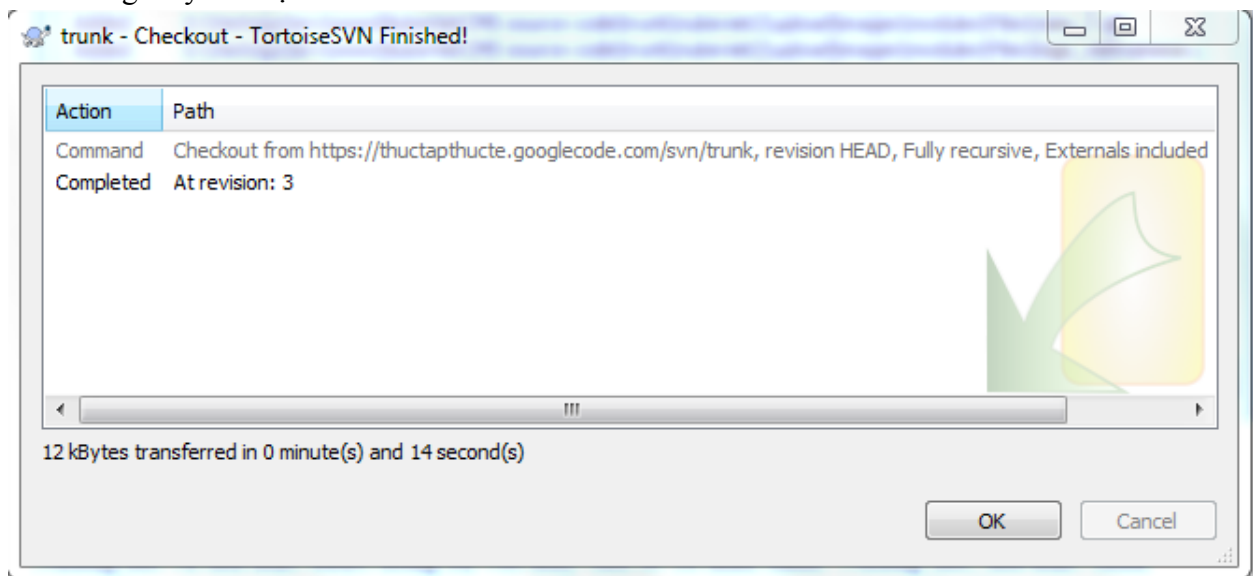 trunk - Checkout - TortoiseSVN Finished!
Action Path
Command Checkout from https://thuctapthucte.googlecode.com/svn/trunk, revision HEAD, Fully recursive, Externals included
Completed At revision: 3
12 kBytes transferred in 0 minute(s) and 14 second(s)
OK Cancel